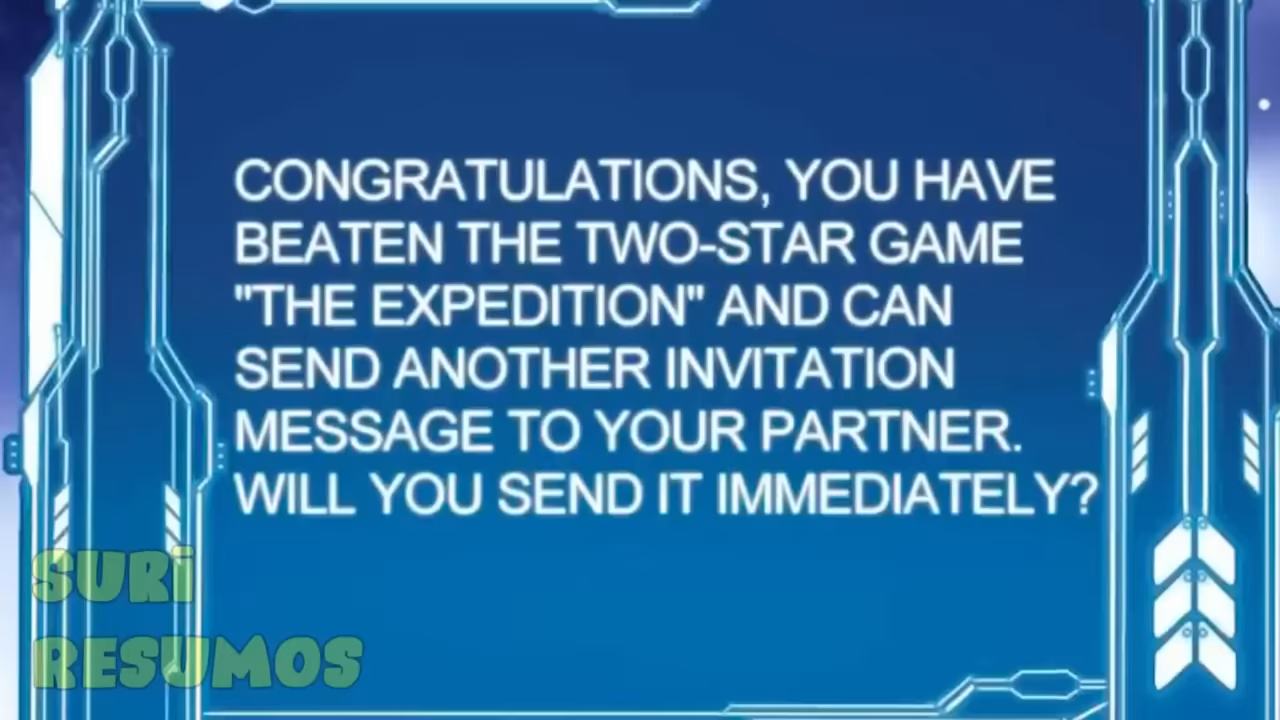 CONGRATULATIONS, YOU HAVE
BEATEN THE TWO-STAR GAME
"THE EXPEDITION" AND CAN
SEND ANOTHER INVITATION
MESSAGE TO YOUR PARTNER.
WILL YOU SEND IT IMMEDIATELY?
SURi
RESUMOS